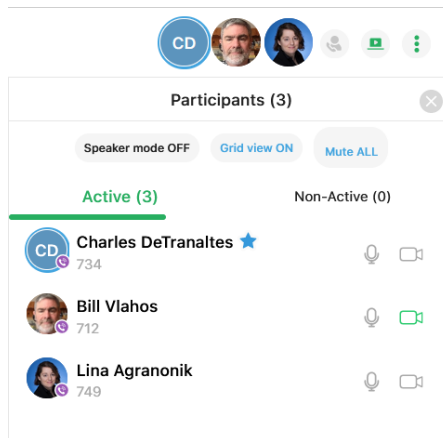 CD
Participants (3)
Speaker mode OFF
Grid view ON
Mute ALL
Active (3)
Non-Active (0)
CD
Charles DeTranaltes
734
Bill Vlahos
712
Lina Agranonik
749